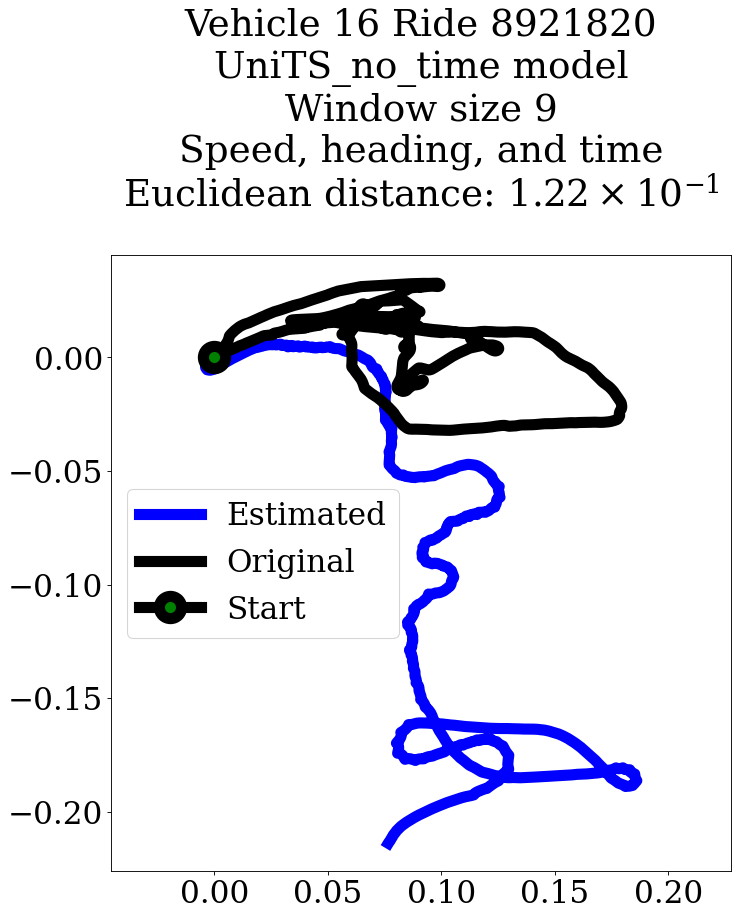 Vehicle 16 Ride 8921820
UniTS_no_time model
Window size 9
Speed, heading, and time
Euclidean distance: 1.22 × 10⁻¹
0.00
−0.05
−0.10
−0.15
−0.20
Estimated
Original
Start
0.00 0.05 0.10 0.15 0.20